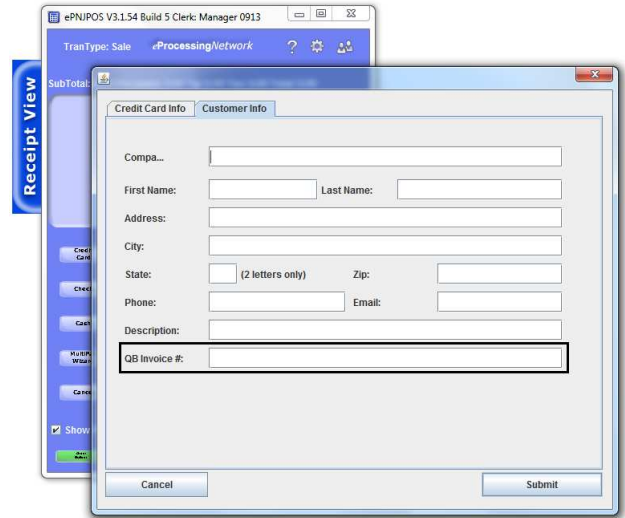 ePNJPOS V3.1.54 Build 5 Clerk: Manager 0913
TranType: Sale eProcessingNetwork ?
SubTotal:
Receipt View
Credit Card Info Customer Info
Compa...
First Name: Last Name:
Address:
City:
State: (2 letters only) Zip:
Phone: Email:
Description:
QB Invoice #:
Card
Show
Cancel Submit